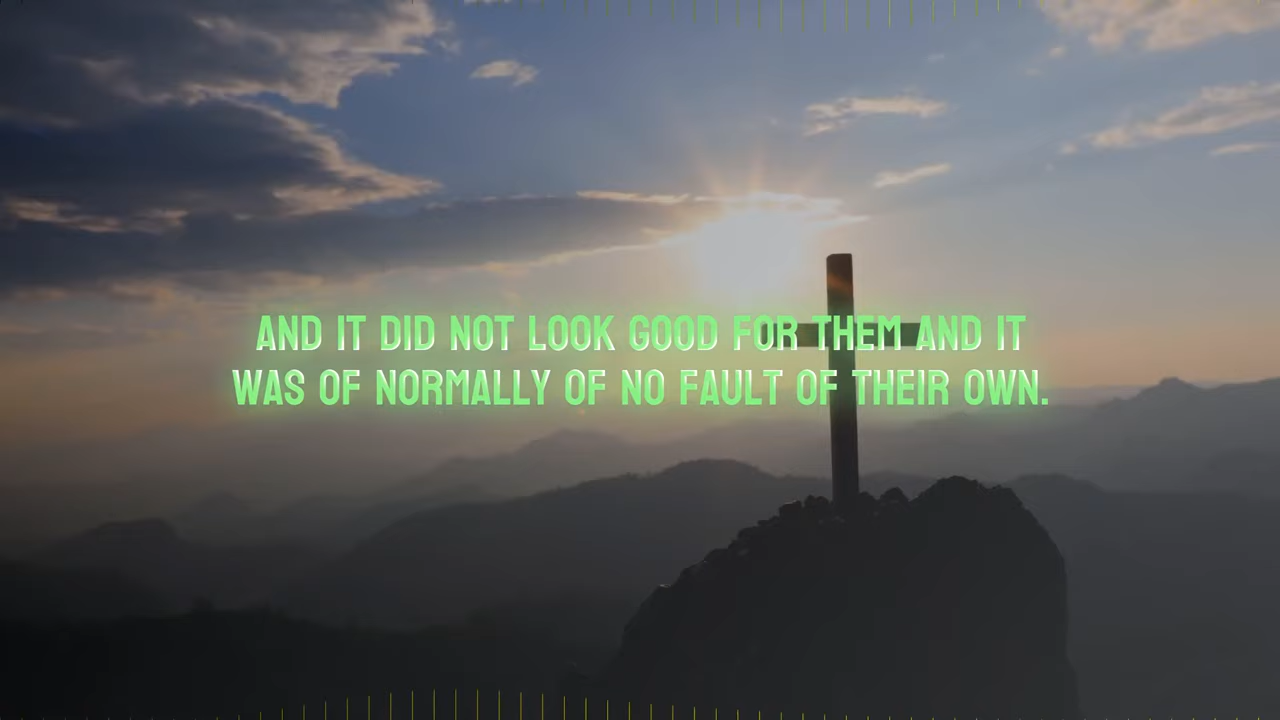 AND IT DID NOT LOOK GOOD FOR THEM AND IT
WAS OF NORMALLY OF NO FAULT OF THEIR OWN.